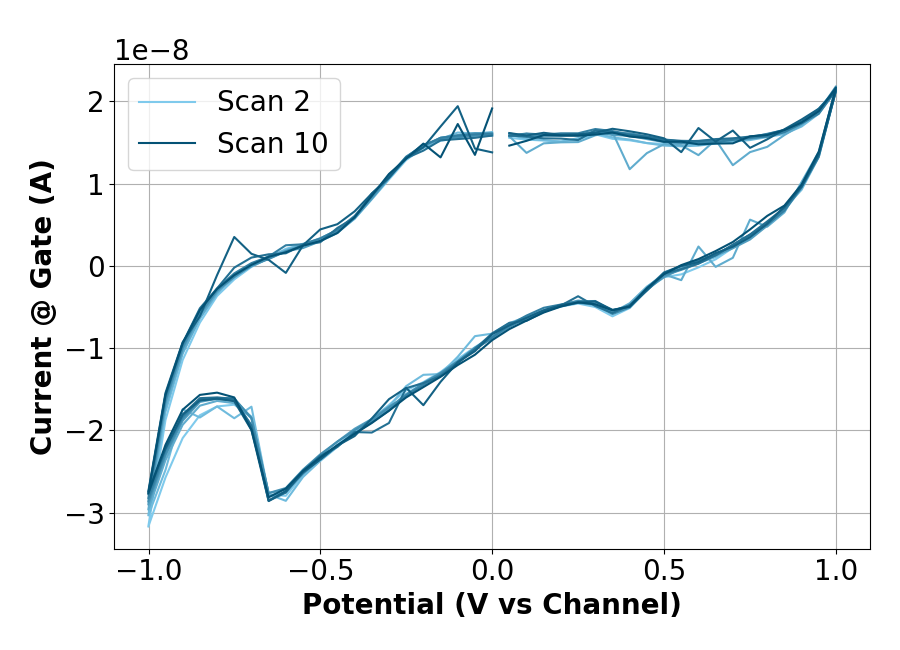 1e−8
Scan 2
Scan 10
2
1
0
−1
−2
−3
Current @ Gate (A)
−1.0 −0.5 0.0 0.5 1.0
Potential (V vs Channel)